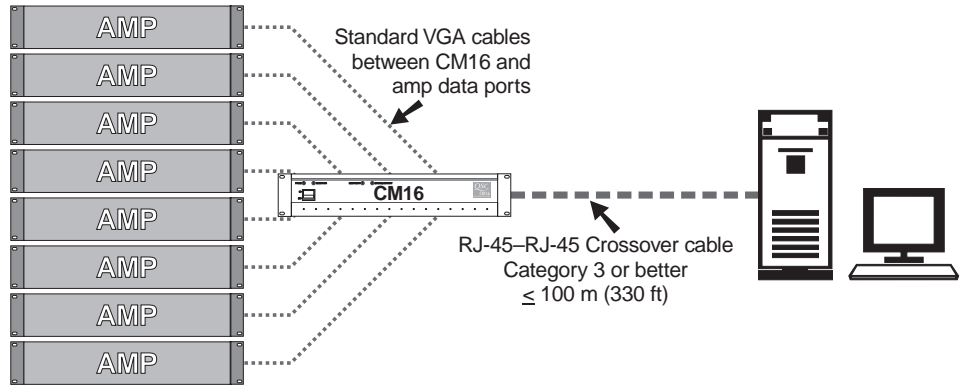 AMP
AMP
AMP
AMP
AMP
AMP
AMP
AMP
Standard VGA cables
between CM16 and
amp data ports
CM16
QSC
RJ-45–RJ-45 Crossover cable
Category 3 or better
≤ 100 m (330 ft)